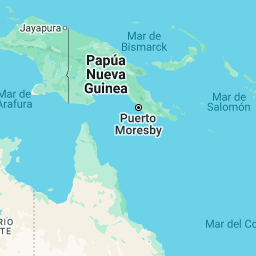 Jayapura
Mar de
Bismarck
Papúa
Nueva
Guinea
Mar de
Arafura
Mar de
Salomón
Puerto
Moresby
RIO
TE
Mar del Co